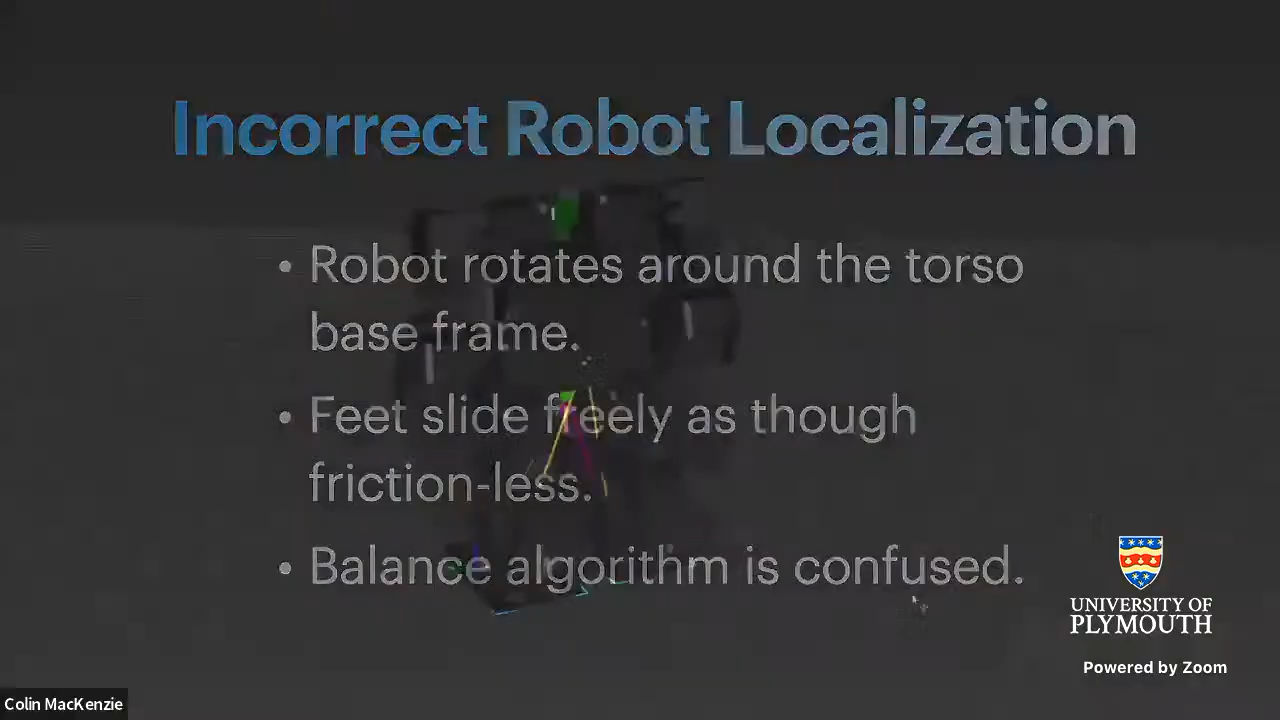 Incorrect Robot Localization
• Robot rotates around the torso
base frame.
• Feet slide freely as though
friction-less.
• Balance algorithm is confused.
UNIVERSITY OF
PLYMOUTH
Powered by Zoom
Colin MacKenzie